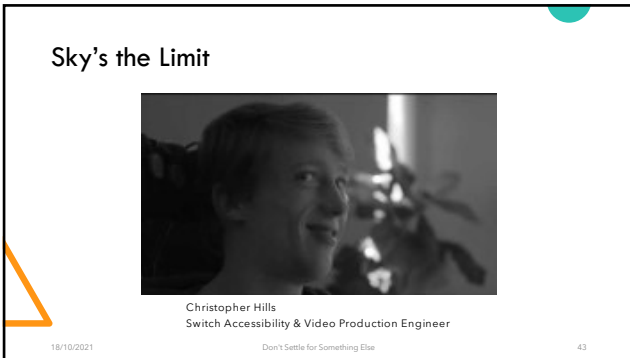 Sky’s the Limit
Christopher Hills
Switch Accessibility & Video Production Engineer
18/10/2021
Don't Settle for Something Else
43